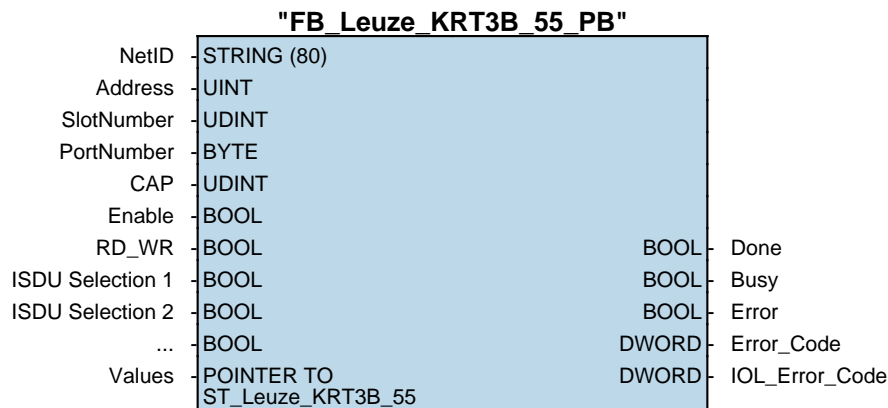 "FB_Leuze_KRT3B_55_PB"
NetID STRING (80)
Address UINT
SlotNumber UDINT
PortNumber BYTE
CAP UDINT
Enable BOOL
RD_WR BOOL BOOL Done
ISDU Selection 1 BOOL BOOL Busy
ISDU Selection 2 BOOL BOOL Error
... BOOL DWORD Error_Code
Values POINTER TO DWORD IOL_Error_Code
ST_Leuze_KRT3B_55